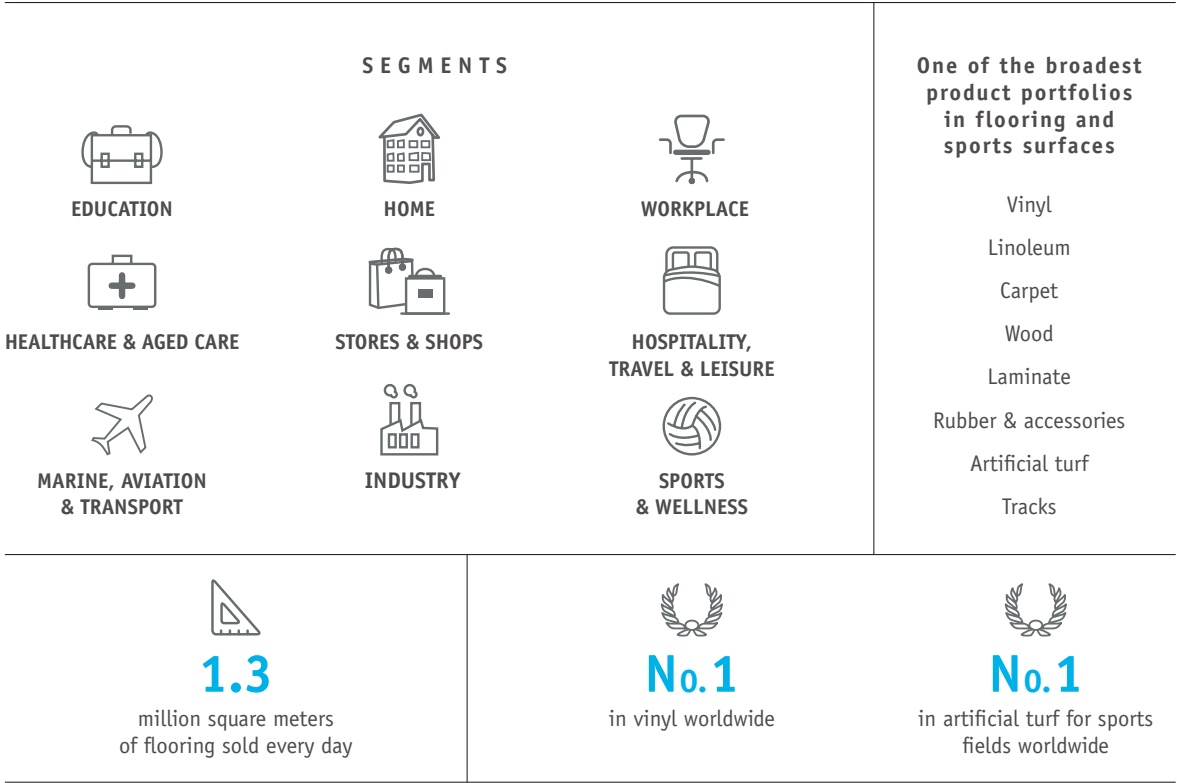 SEGMENTS
EDUCATION
HOME
WORKPLACE
HEALTHCARE & AGED CARE
STORES & SHOPS
HOSPITALITY,
TRAVEL & LEISURE
MARINE, AVIATION
& TRANSPORT
INDUSTRY
SPORTS
& WELLNESS
One of the broadest
product portfolios
in flooring and
sports surfaces
Vinyl
Linoleum
Carpet
Wood
Laminate
Rubber & accessories
Artificial turf
Tracks
1.3
million square meters
of flooring sold every day
No. 1
in vinyl worldwide
No. 1
in artificial turf for sports
fields worldwide